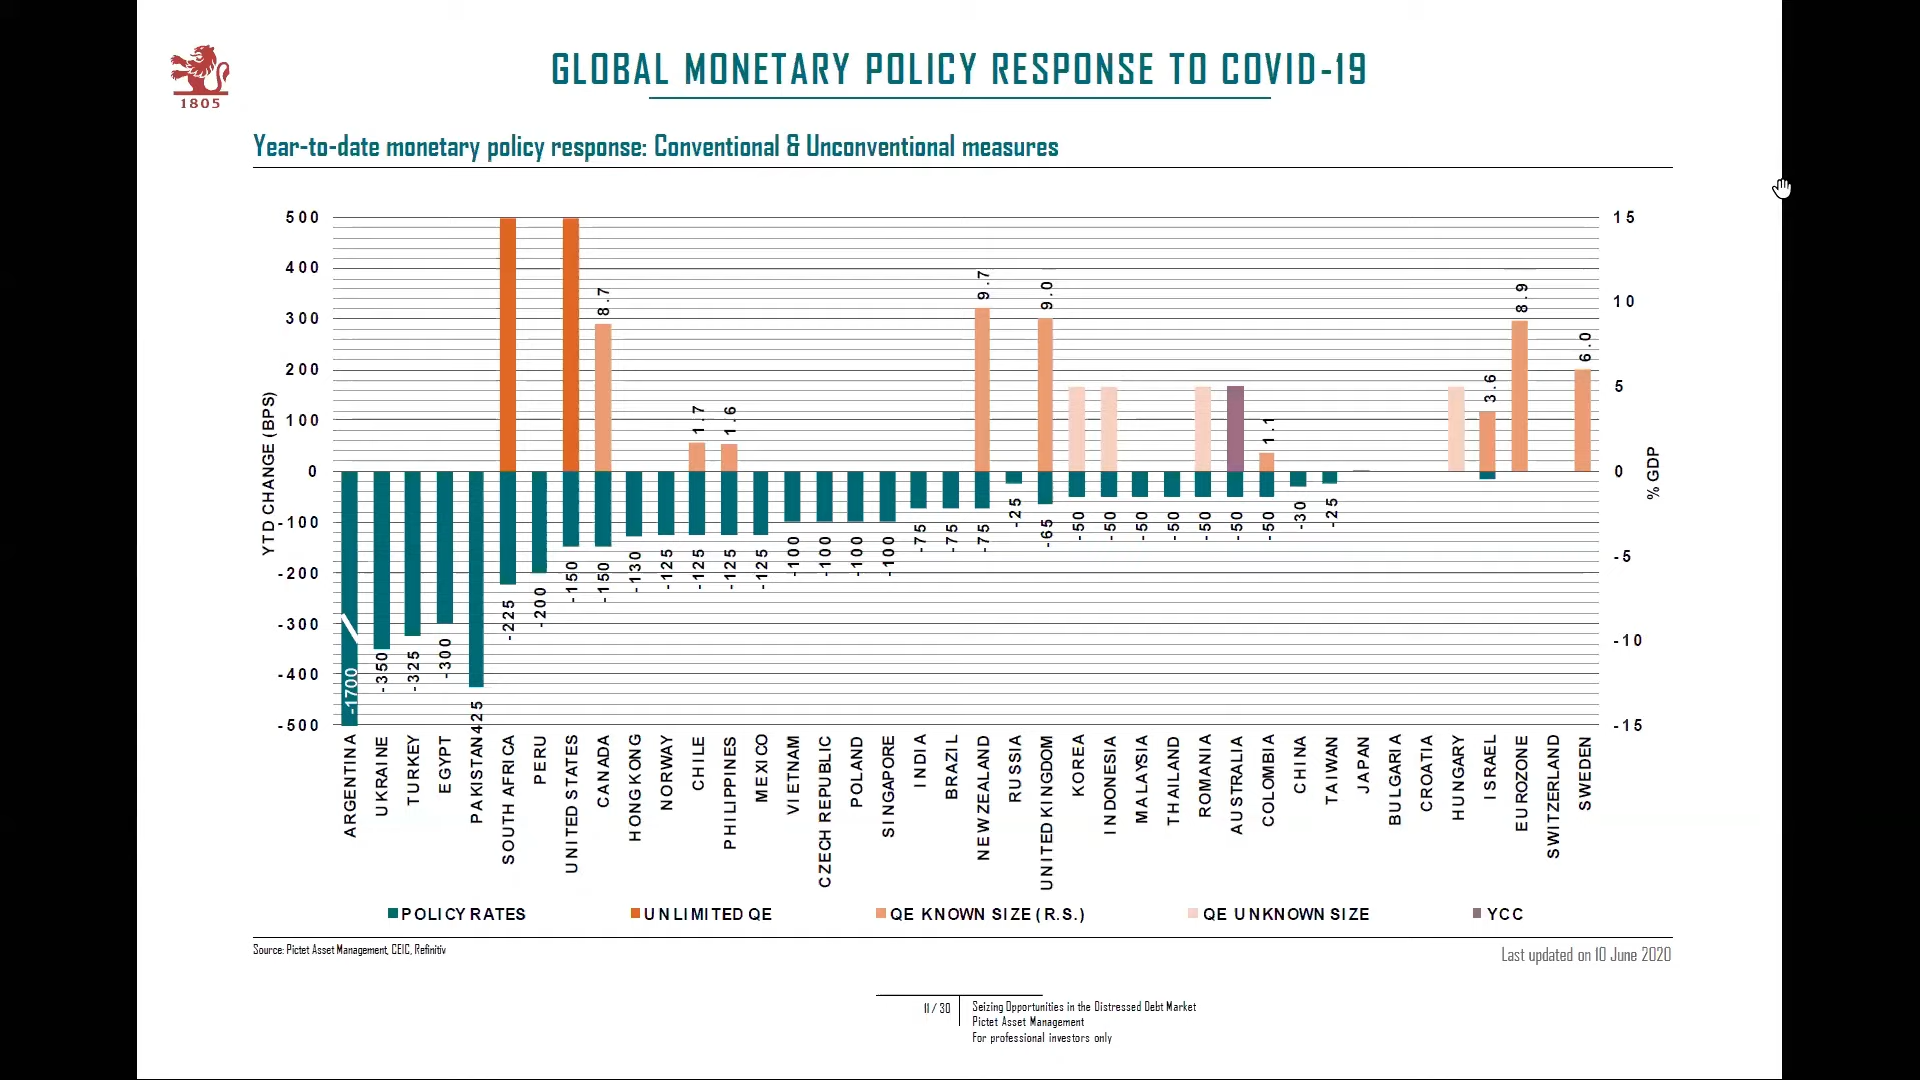 1805
GLOBAL MONETARY POLICY RESPONSE TO COVID-19
Year-to-date monetary policy response: Conventional & Unconventional measures
YTD CHANGE (BPS)
500
400
300
200
100
0
-100
-200
-300
-400
-500
15
10
5
0
-5
-10
-15
% GDP
8.7
1.7
1.6
9.7
9.0
1.1
3.6
8.9
6.0
-1700
-350
-325
-300
-425
-225
-200
-150
-150
-130
-125
-125
-125
-125
-100
-100
-100
-100
-75
-75
-75
-25
-65
-50
-50
-50
-50
-50
-50
-50
-30
-25
ARGENTINA
UKRAINE
TURKEY
EGYPT
PAKISTAN
SOUTH AFRICA
PERU
UNITED STATES
CANADA
HONG KONG
NORWAY
CHILE
PHILIPPINES
MEXICO
VIETNAM
CZECH REPUBLIC
POLAND
SINGAPORE
INDIA
BRAZIL
NEW ZEALAND
RUSSIA
UNITED KINGDOM
KOREA
INDONESIA
MALAYSIA
THAILAND
ROMANIA
AUSTRALIA
COLOMBIA
CHINA
TAIWAN
JAPAN
BULGARIA
CROATIA
HUNGARY
ISRAEL
EUROZONE
SWITZERLAND
SWEDEN
POLICY RATES
UNLIMITED QE
QE KNOWN SIZE (R.S.)
QE UNKNOWN SIZE
YCC
Source: Pictet Asset Management, CEIC, Refinitiv
Last updated on 10 June 2020
11 / 30
Seizing Opportunities in the Distressed Debt Market
Pictet Asset Management
For professional investors only